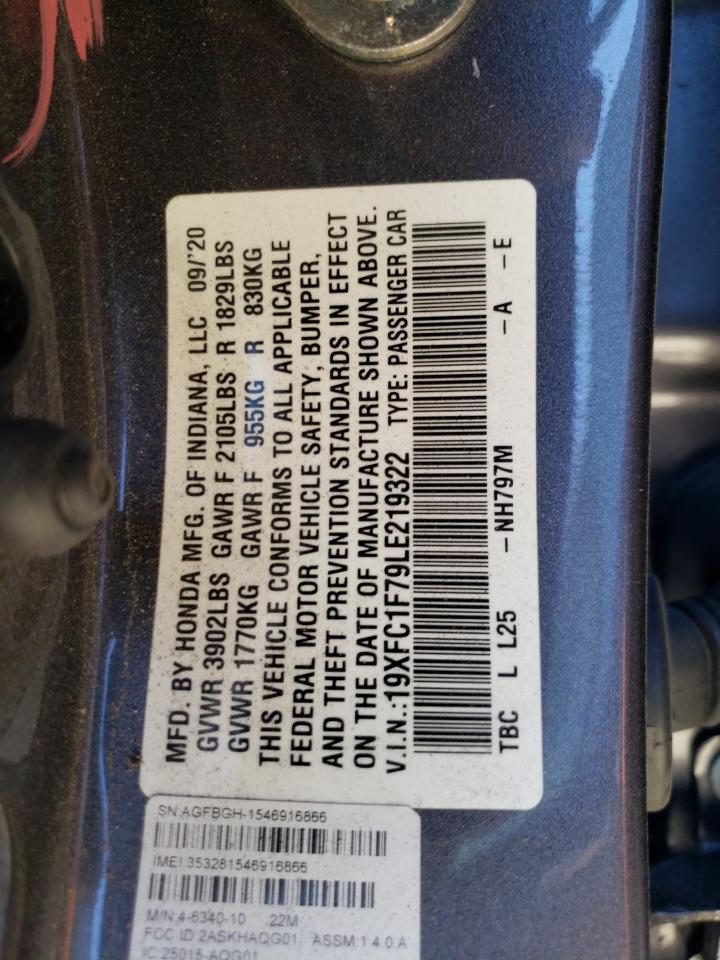 MFD. BY HONDA MFG. OF INDIANA, LLC 09/'20
GVWR 3902LBS GAWR F 2105LBS R 1829LBS
GVWR 1770KG GAWR F 955KG R 830KG
THIS VEHICLE CONFORMS TO ALL APPLICABLE
FEDERAL MOTOR VEHICLE SAFETY, BUMPER,
AND THEFT PREVENTION STANDARDS IN EFFECT
ON THE DATE OF MANUFACTURE SHOWN ABOVE.
V.I.N.:19XFC1F79LE219322 TYPE: PASSENGER CAR
TBC L L25 -NH797M -A -E
SN:AGFBGH-1546916866
IMEI:353281546916866
M/N:4-6340-10 22M
FCC ID:2ASKHAQG01 ASSM:1.4.0.A
IC:25015-AQG01